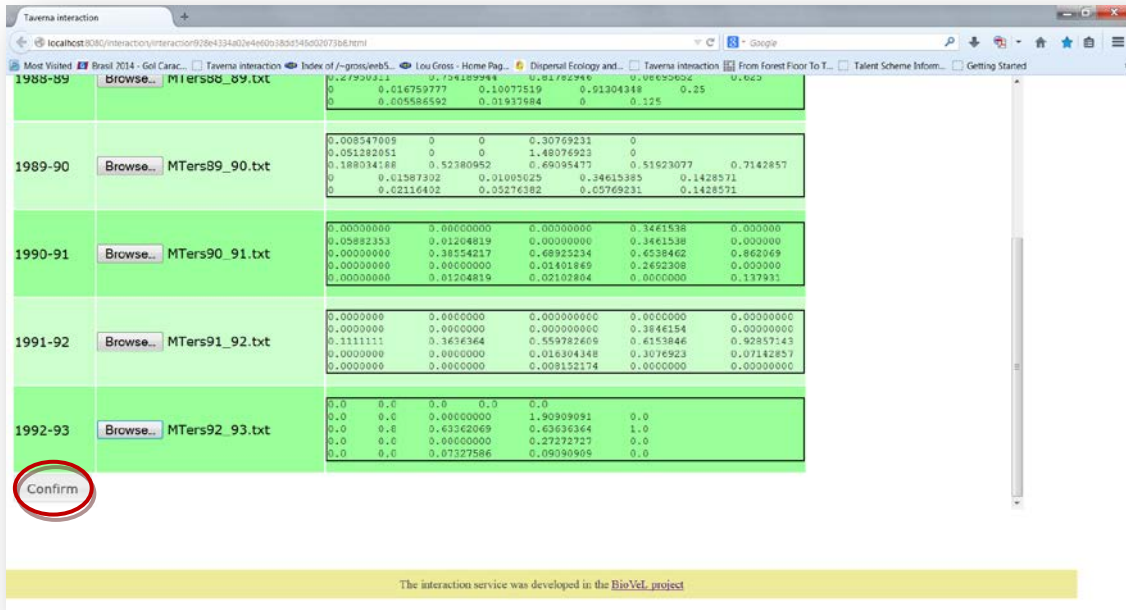 Taverna interaction
localhost:8080/interaction/interaction928e4334a02e4e60b38dd546d02073b8.html
Google
Most Visited Brasil 2014 - Gol Carac... Taverna interaction Index of /~gross/eeb5... Lou Gross - Home Pag... Dispersal Ecology and... Taverna interaction From Forest Floor To T... Talent Scheme Inform... Getting Started
1988-89 Browse... MTers88_89.txt
0.27950311 0.754189944 0.81782946 0.08695652 0.625
0 0.016759777 0.10077519 0.91304348 0.25
0 0.005586592 0.01937984 0 0.125
1989-90 Browse... MTers89_90.txt
0.008547009 0 0 0.30769231 0
0.051282051 0 0 1.48076923 0
0.188034188 0.52380952 0.69095477 0.51923077 0.7142857
0 0.01587302 0.01005025 0.34615385 0.1428571
0 0.02116402 0.05276382 0.05769231 0.1428571
1990-91 Browse... MTers90_91.txt
0.00000000 0.00000000 0.00000000 0.3461538 0.000000
0.05882353 0.01204819 0.00000000 0.3461538 0.000000
0.00000000 0.38554217 0.68925234 0.6538462 0.862069
0.00000000 0.00000000 0.01401869 0.2692308 0.000000
0.00000000 0.01204819 0.02102804 0.0000000 0.137931
1991-92 Browse... MTers91_92.txt
0.0000000 0.0000000 0.000000000 0.0000000 0.00000000
0.0000000 0.0000000 0.000000000 0.3846154 0.00000000
0.1111111 0.3636364 0.559782609 0.6153846 0.92857143
0.0000000 0.0000000 0.016304348 0.3076923 0.07142857
0.0000000 0.0000000 0.008152174 0.0000000 0.00000000
1992-93 Browse... MTers92_93.txt
0.0 0.0 0.0 0.0 0.0
0.0 0.0 0.00000000 1.90909091 0.0
0.0 0.8 0.63362069 0.63636364 1.0
0.0 0.0 0.00000000 0.27272727 0.0
0.0 0.0 0.07327586 0.09090909 0.0
Confirm
The interaction service was developed in the BioVeL project